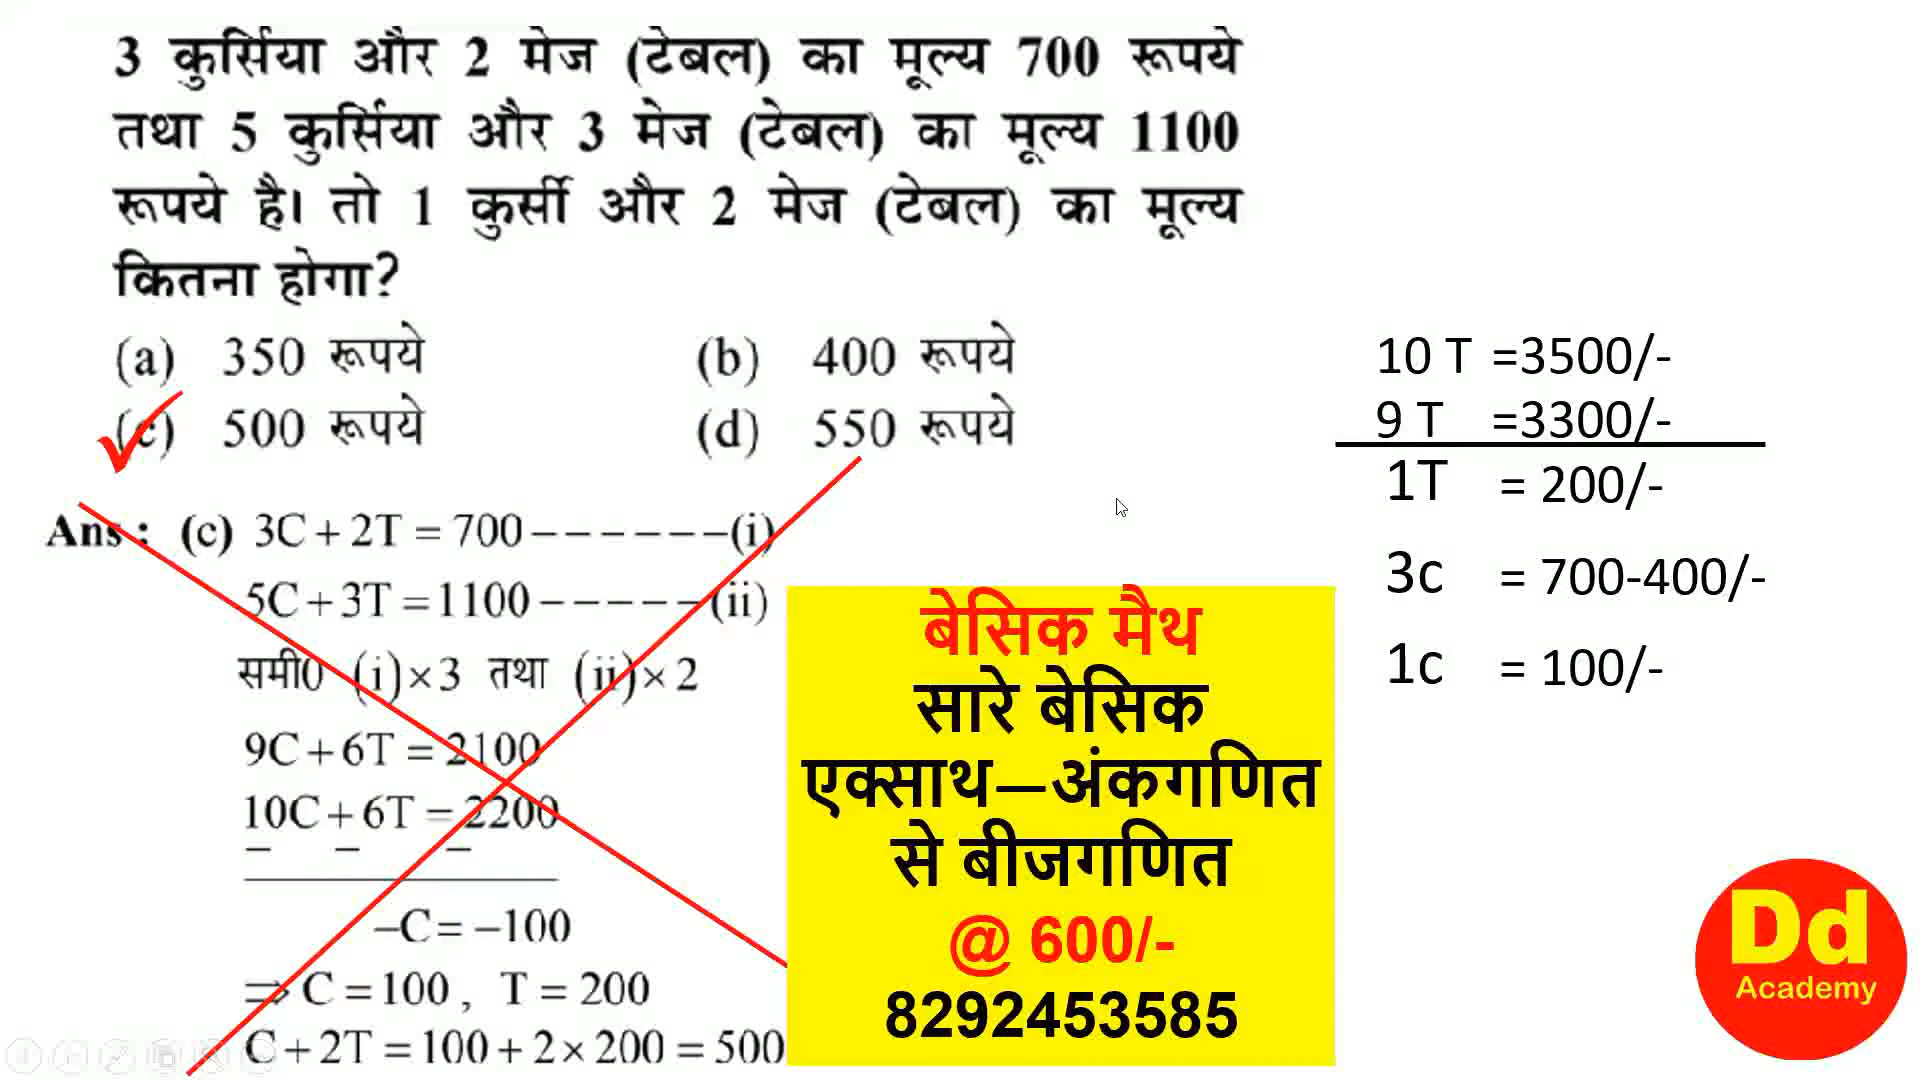 3 कुर्सिया और 2 मेज (टेबल) का मूल्य 700 रूपये
तथा 5 कुर्सिया और 3 मेज (टेबल) का मूल्य 1100
रूपये है। तो 1 कुर्सी और 2 मेज (टेबल) का मूल्य
कितना होगा?
(a) 350 रूपये (b) 400 रूपये
(c) 500 रूपये (d) 550 रूपये
Ans : (c) 3C + 2T = 700 ------(i)
5C + 3T = 1100 -----(ii)
समी0 (i) × 3 तथा (ii) × 2
9C + 6T = 2100
10C + 6T = 2200
– – –
–C = –100
⇒ C = 100, T = 200
C + 2T = 100 + 2 × 200 = 500
10 T =3500/-
9 T =3300/-
1T = 200/-
3c = 700-400/-
1c = 100/-
बेसिक मैथ
सारे बेसिक
एक्साथ–अंकगणित
से बीजगणित
@ 600/-
8292453585
Dd
Academy